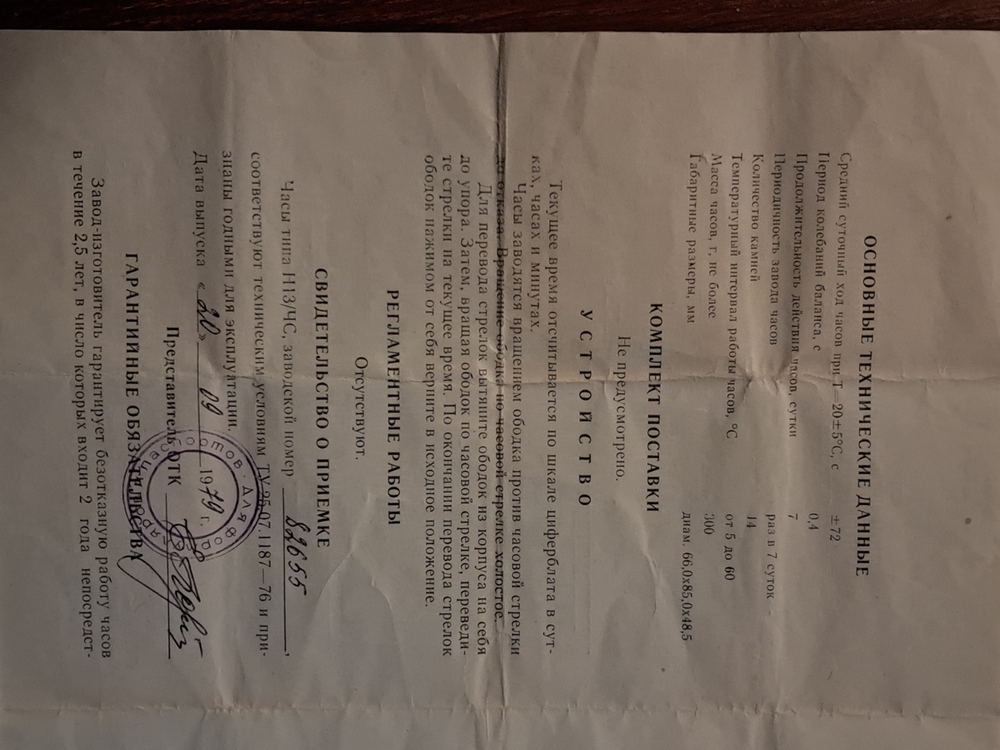 ОСНОВНЫЕ ТЕХНИЧЕСКИЕ ДАННЫЕ
Средний суточный ход часов при Т=20±5°С, с ±72
Период колебаний баланса, с 0,4
Продолжительность действия часов, сутки 7
Периодичность завода часов раз в 7 суток
Количество камней 14
Температурный интервал работы часов, °С от 5 до 60
Масса часов, г, не более 300
Габаритные размеры, мм диам. 66,0х85,0х48,5
КОМПЛЕКТ ПОСТАВКИ
Не предусмотрено.
УСТРОЙСТВО
Текущее время отсчитывается по шкале циферблата в сут-
ках, часах и минутах.
Часы заводятся вращением ободка против часовой стрелки
до отказа. Вращение ободка по часовой стрелке холостое.
Для перевода стрелок вытяните ободок из корпуса на себя
до упора. Затем, вращая ободок по часовой стрелке, переведи-
те стрелки на текущее время. По окончании перевода стрелок
ободок нажимом от себя верните в исходное положение.
РЕГЛАМЕНТНЫЕ РАБОТЫ
Отсутствуют.
СВИДЕТЕЛЬСТВО О ПРИЕМКЕ
Часы типа Н13/ЧС, заводской номер 82655,
соответствуют техническим условиям ТУ 25-07.1187—76 и при-
знаны годными для эксплуатации.
Дата выпуска «20» 09 1979 г.
Представитель ОТК
ГАРАНТИЙНЫЕ ОБЯЗАТЕЛЬСТВА
Завод-изготовитель гарантирует безотказную работу часов
в течение 2,5 лет, в число которых входит 2 года непосредст-